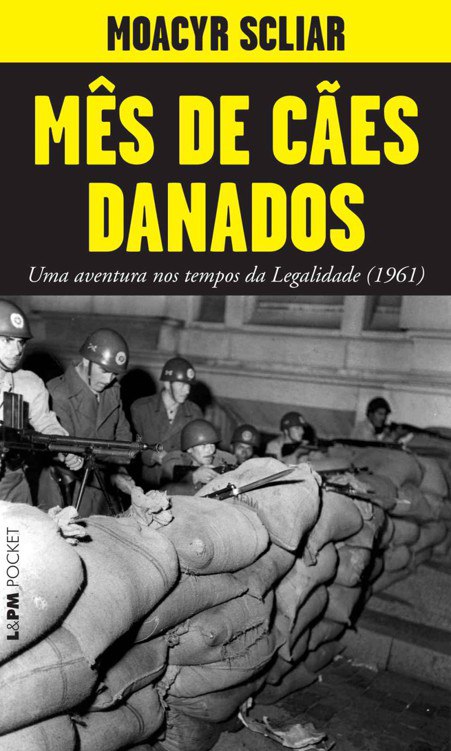 MOACYR SCLIAR
MÊS DE CÃES
DANADOS
Uma aventura nos tempos da Legalidade (1961)
L&PM POCKET